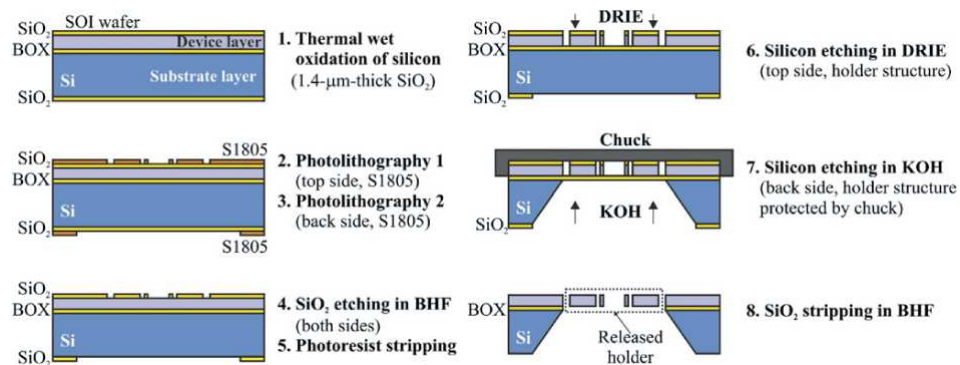 SOI wafer
SiO₂
Device layer
BOX
Si
Substrate layer
SiO₂
1. Thermal wet
oxidation of silicon
(1.4-μm-thick SiO₂)
S1805
SiO₂
BOX
Si
SiO₂
S1805
2. Photolithography 1
(top side, S1805)
3. Photolithography 2
(back side, S1805)
SiO₂
BOX
Si
SiO₂
4. SiO₂ etching in BHF
(both sides)
5. Photoresist stripping
DRIE
SiO₂
BOX
Si
SiO₂
6. Silicon etching in DRIE
(top side, holder structure)
Chuck
Si
KOH
SiO₂
7. Silicon etching in KOH
(back side, holder structure
protected by chuck)
BOX
Si
Released
holder
8. SiO₂ stripping in BHF